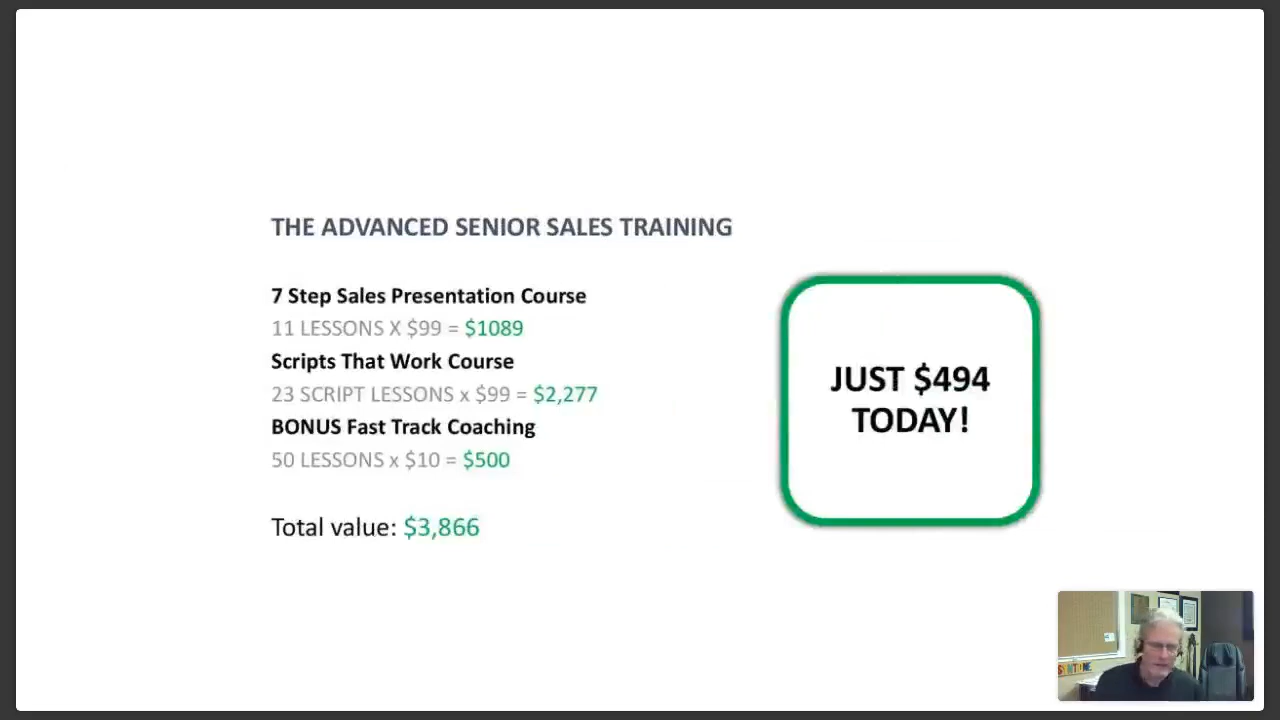 THE ADVANCED SENIOR SALES TRAINING
7 Step Sales Presentation Course
11 LESSONS X $99 = $1089
Scripts That Work Course
23 SCRIPT LESSONS x $99 = $2,277
BONUS Fast Track Coaching
50 LESSONS x $10 = $500
Total value: $3,866
JUST $494
TODAY!